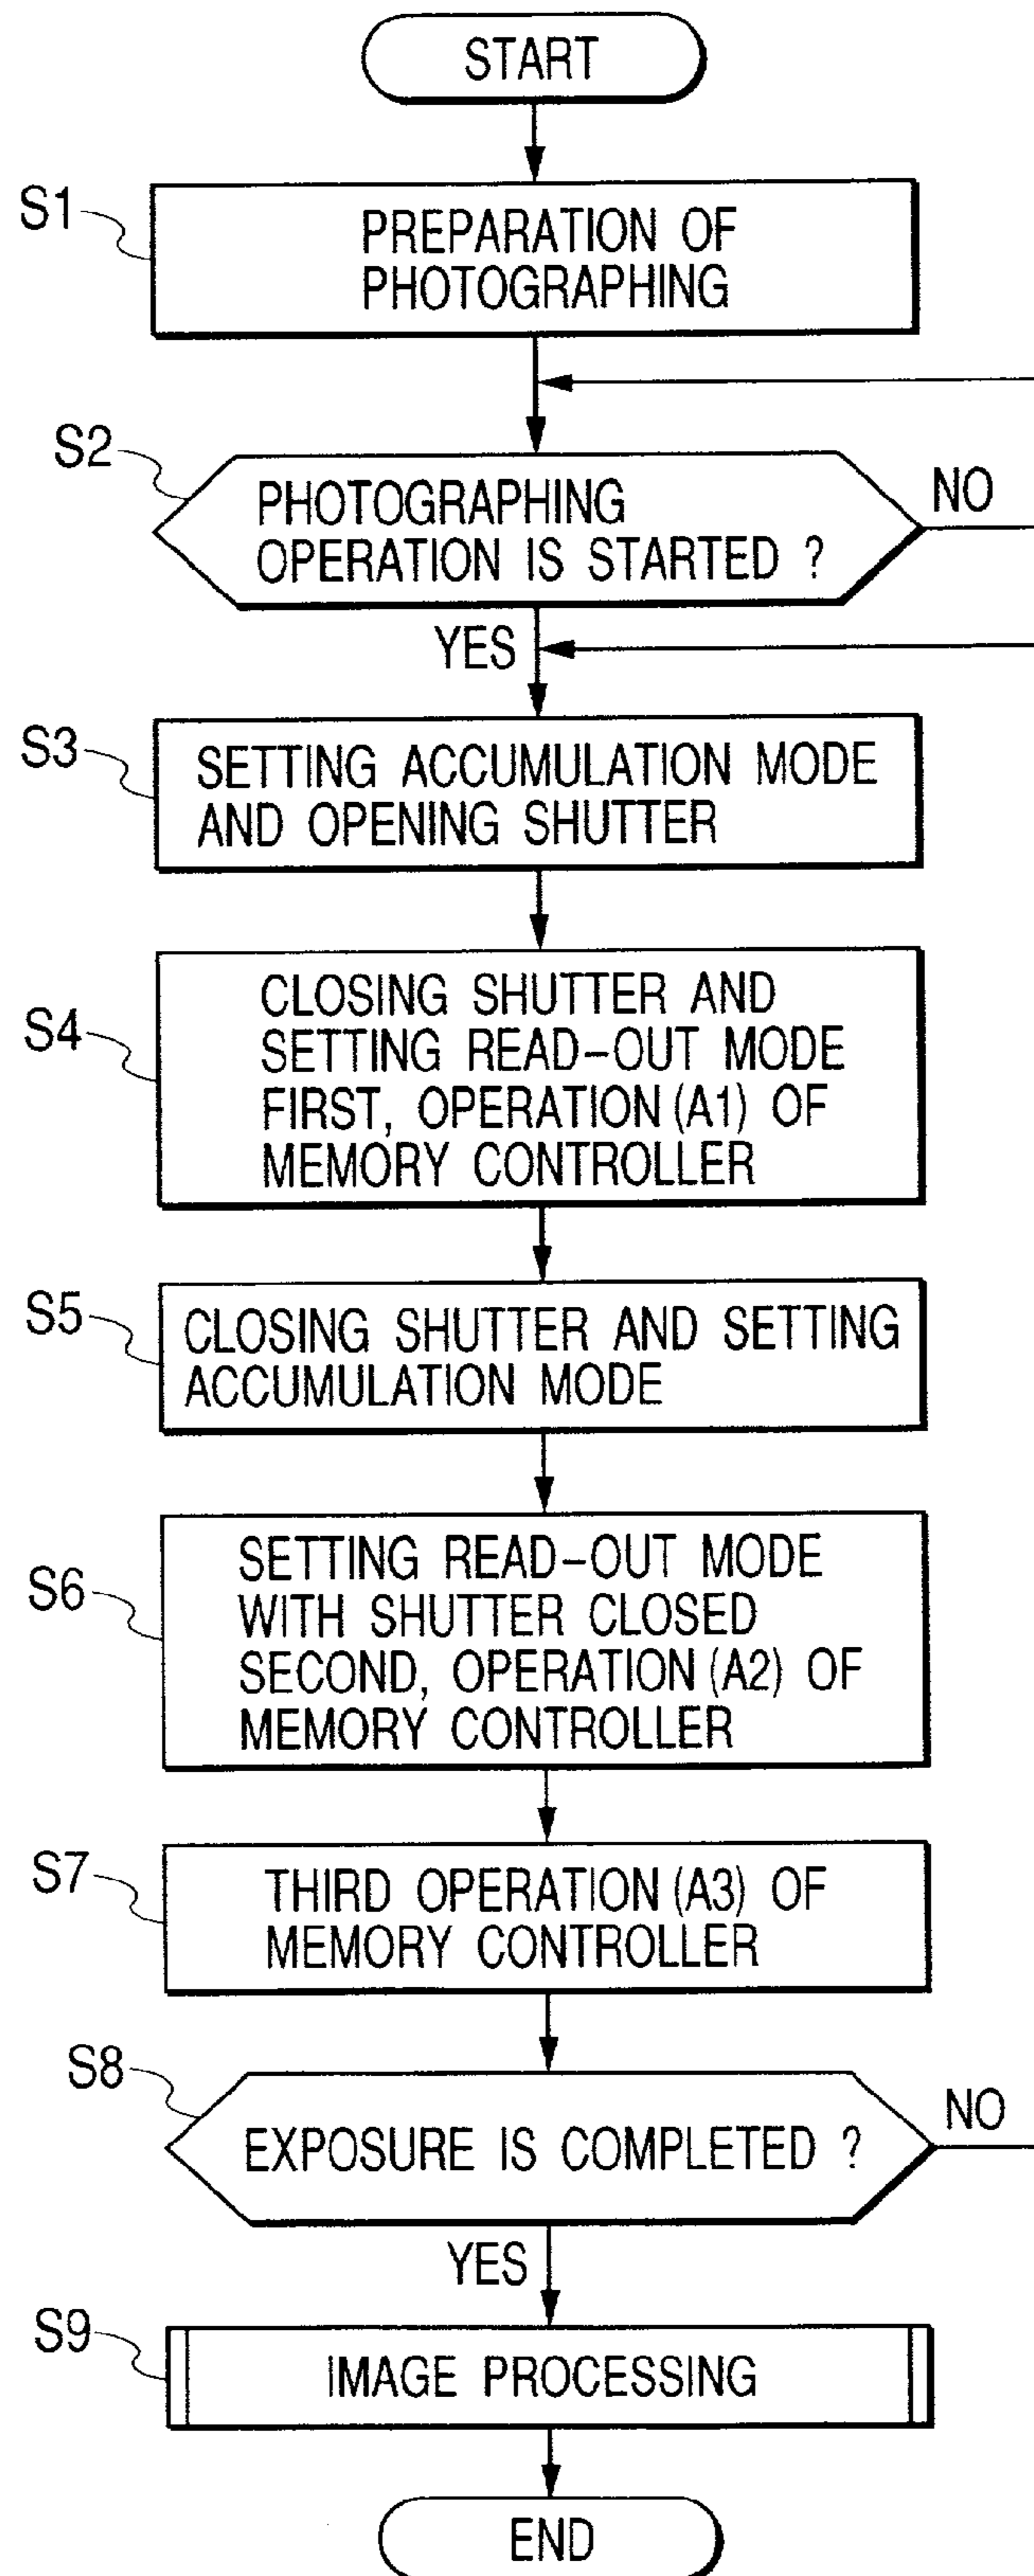 START
S1
PREPARATION OF
PHOTOGRAPHING
S2
PHOTOGRAPHING
OPERATION IS STARTED ?
NO
YES
S3
SETTING ACCUMULATION MODE
AND OPENING SHUTTER
S4
CLOSING SHUTTER AND
SETTING READ-OUT MODE
FIRST, OPERATION (A1) OF
MEMORY CONTROLLER
S5
CLOSING SHUTTER AND SETTING
ACCUMULATION MODE
S6
SETTING READ-OUT MODE
WITH SHUTTER CLOSED
SECOND, OPERATION (A2) OF
MEMORY CONTROLLER
S7
THIRD OPERATION (A3) OF
MEMORY CONTROLLER
S8
EXPOSURE IS COMPLETED ?
NO
YES
S9
IMAGE PROCESSING
END